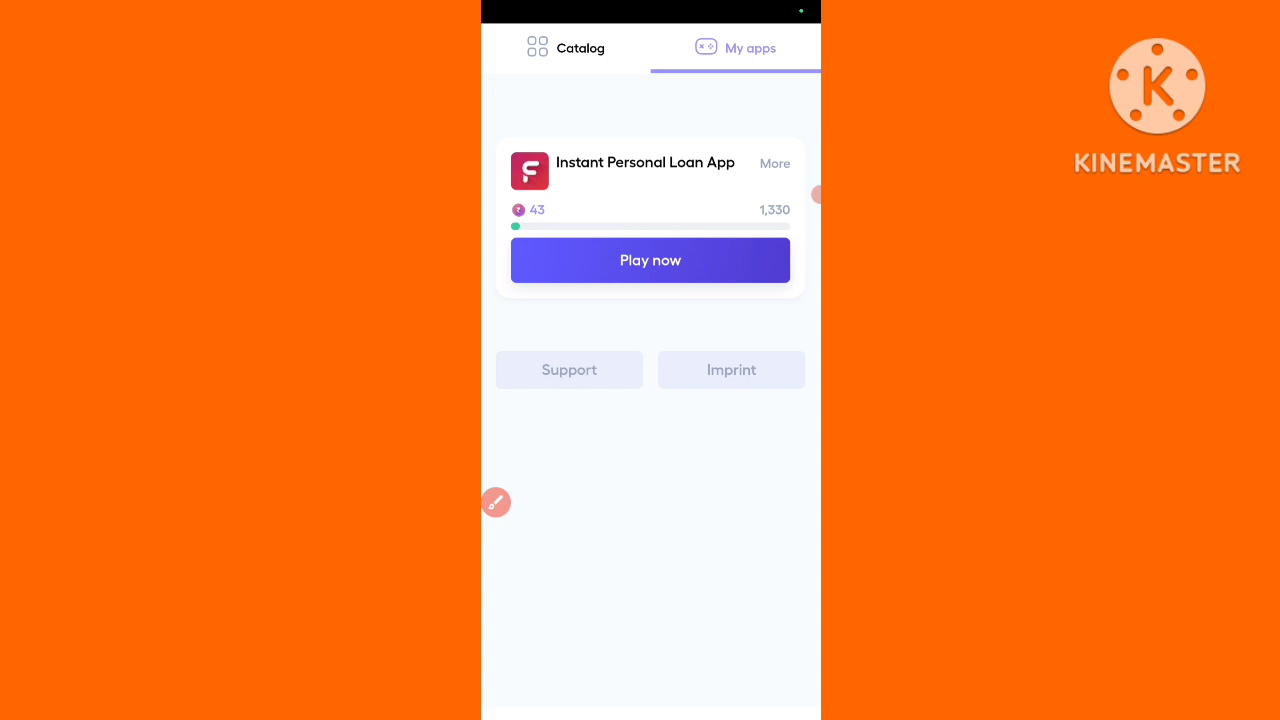 Catalog
My apps
Instant Personal Loan App
More
₹ 43
1,330
Play now
Support
Imprint
K
KINEMASTER